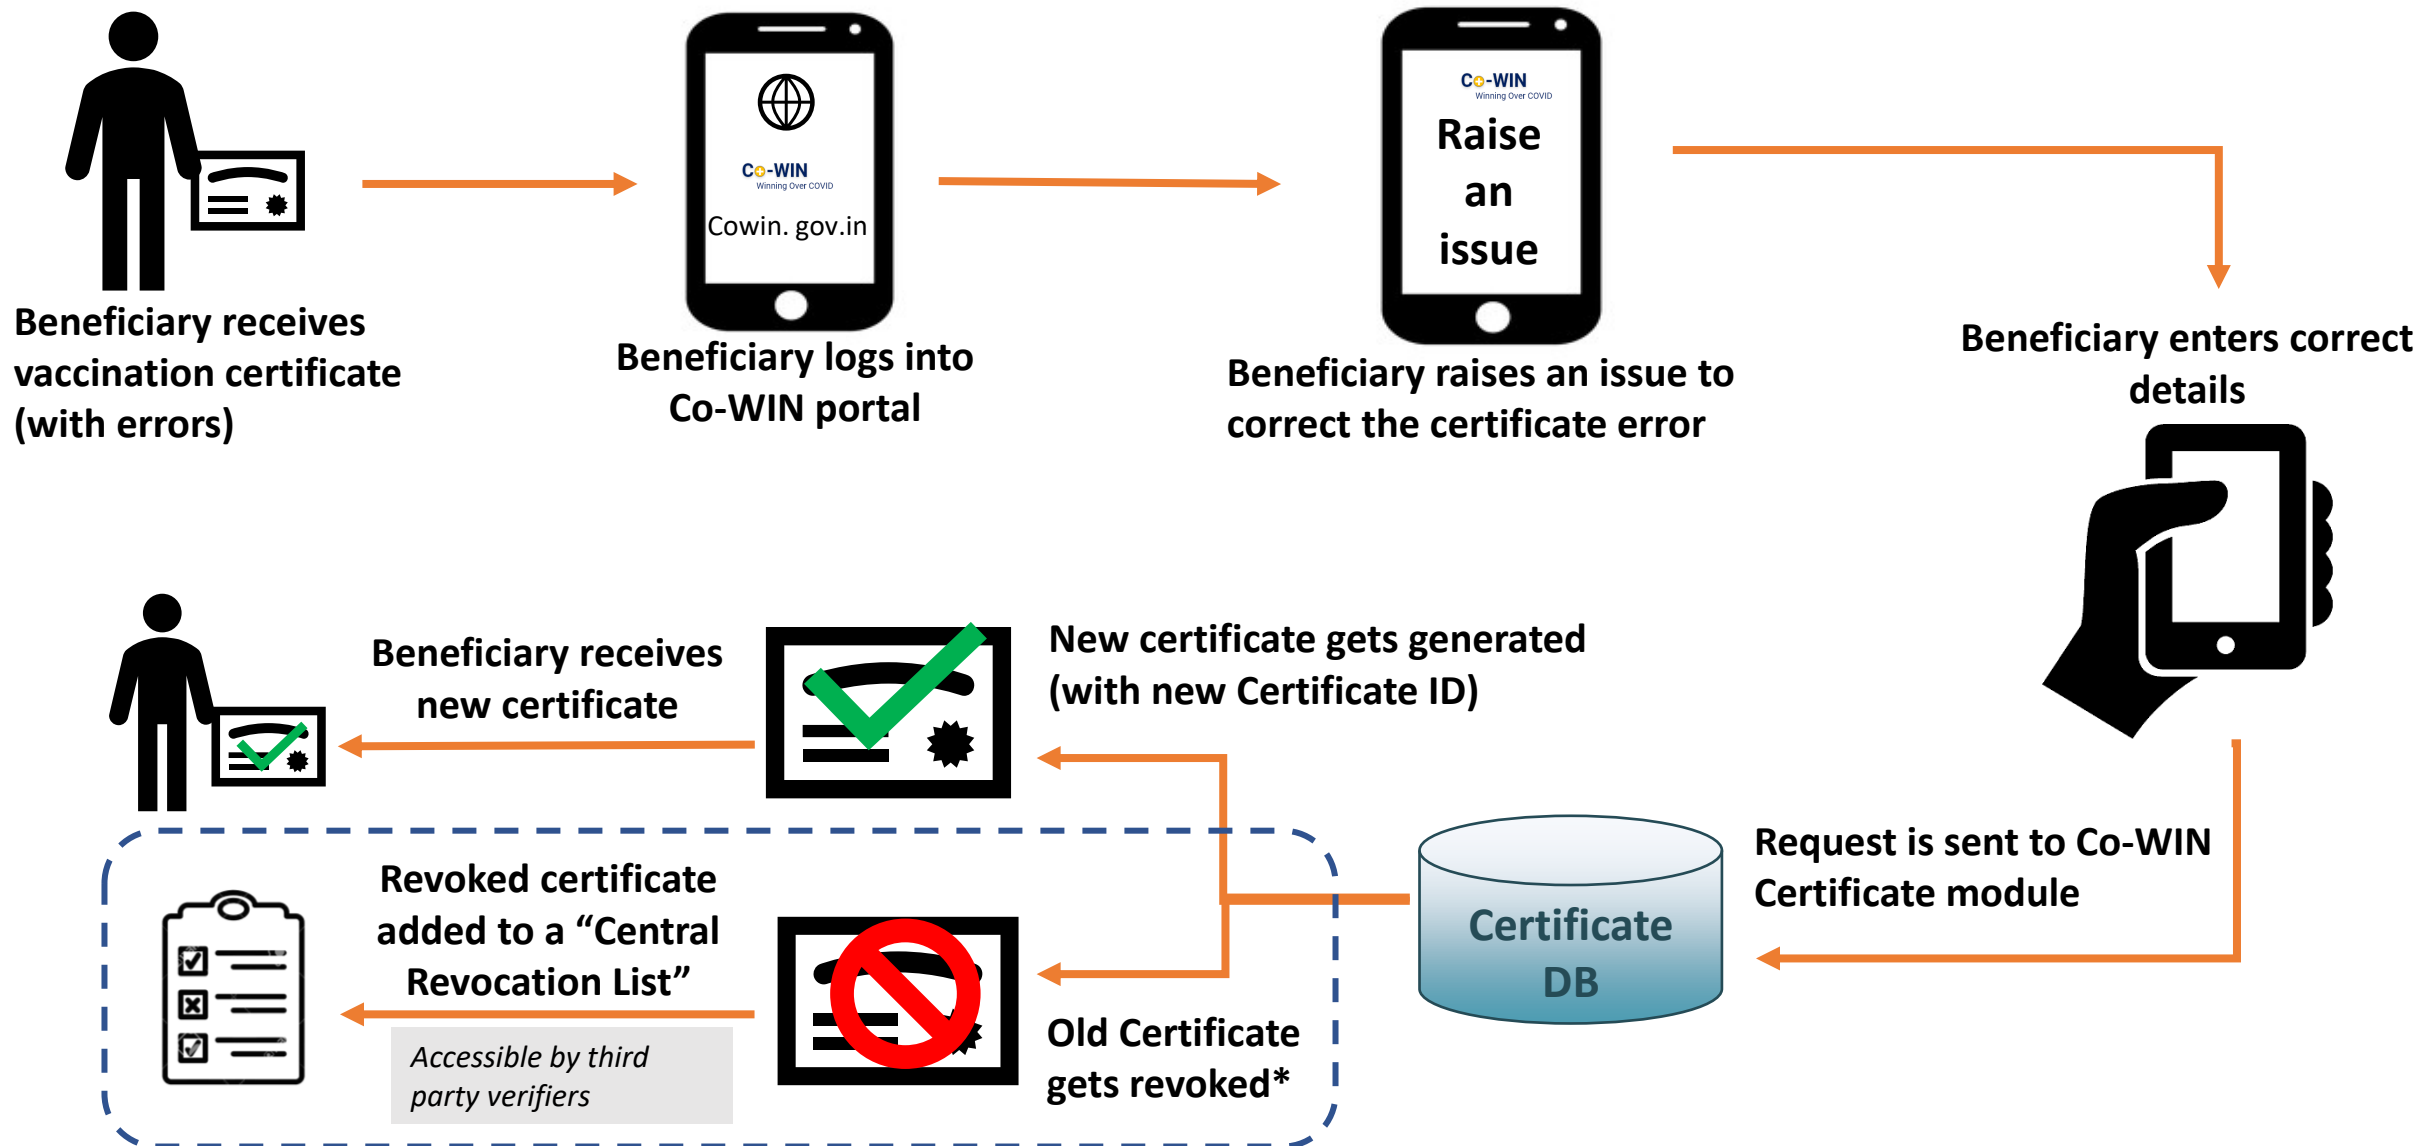 Co-WIN
Winning Over COVID
Cowin. gov.in
Co-WIN
Winning Over COVID
Raise
an
issue
Beneficiary receives
vaccination certificate
(with errors)
Beneficiary logs into
Co-WIN portal
Beneficiary raises an issue to
correct the certificate error
Beneficiary enters correct
details
Beneficiary receives
new certificate
New certificate gets generated
(with new Certificate ID)
Request is sent to Co-WIN
Certificate module
Certificate
DB
Revoked certificate
added to a “Central
Revocation List”
Accessible by third
party verifiers
Old Certificate
gets revoked*